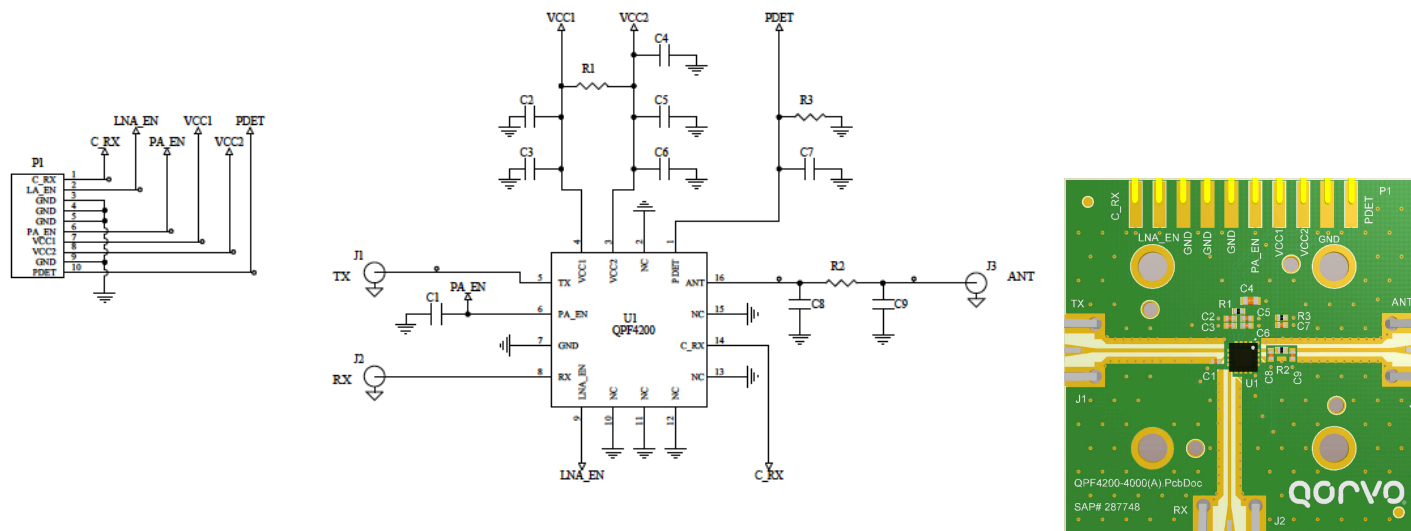 P1
C_RX
LNA_EN
PA_EN
VCC1
VCC2
PDET
C_RX 1
LA_EN 2
GND 3
GND 4
GND 5
PA_EN 6
VCC1 7
VCC2 8
GND 9
PDET 10
VCC1
VCC2
PDET
C4
R1
C2
C5
R3
C3
C6
C7
4
3
2
1
VCC1
VCC2
NC
PDET
J1
TX
5
TX
ANT
16
R2
J3
ANT
C1
PA_EN
6
PA_EN
U1
QPF4200
NC
15
C8
C9
7
GND
C_RX
14
J2
RX
8
RX
NC
13
LNA_EN
NC
NC
NC
9
10
11
12
LNA_EN
C_RX
P1
C_RX
LNA_EN
GND
GND
GND
PA_EN
VCC1
VCC2
GND
PDET
TX
ANT
C4
R1
C5
C2
C3
C6
R3
C7
C1
U1
C8
R2
C9
J1
QPF4200-4000(A).PcbDoc
SAP# 287748
QORVO
RX
J2